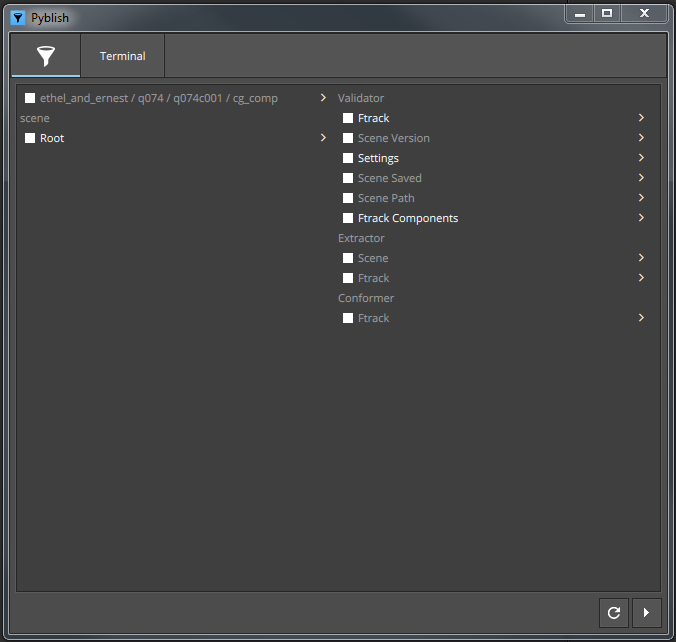 Pyblish
Terminal
ethel_and_ernest / q074 / q074c001 / cg_comp
scene
Root
Validator
Ftrack
Scene Version
Settings
Scene Saved
Scene Path
Ftrack Components
Extractor
Scene
Ftrack
Conformer
Ftrack